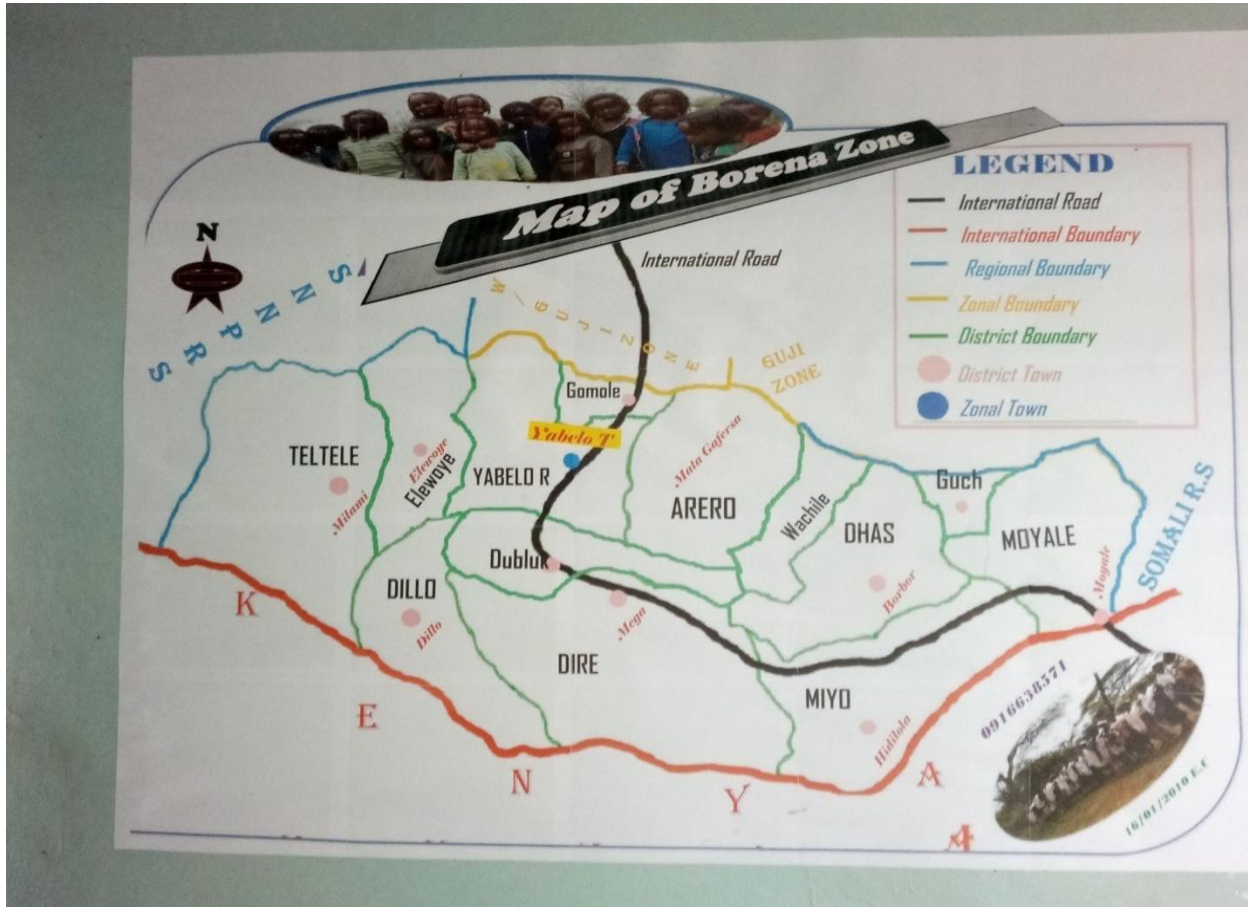 Map of Borena Zone
LEGEND
International Road
International Boundary
Regional Boundary
Zonal Boundary
District Boundary
District Town
Zonal Town
N
International Road
SNNPRS
W/GUJI ZONE
GUJI
ZONE
Gomole
Yabelo T
Mata Gafersa
TELTELE
Elewoye
Elewoye
YABELO R
ARERO
Wachile
Guch
DHAS
MOYALE
SOMALI R.S
Milami
Dubluk
DILLO
Dillo
Mega
Borbor
Moyale
DIRE
MIYO
Hidilola
KENYA
A
0916638571
16/01/2010 E.C